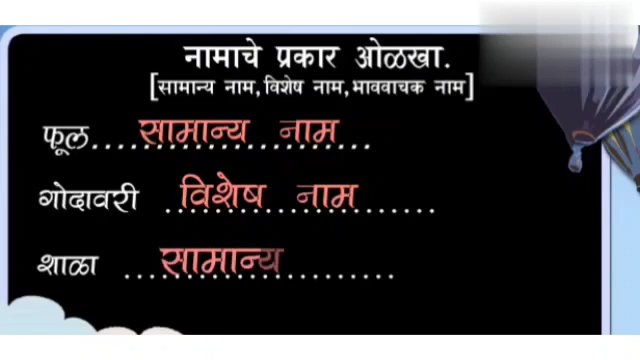 नामाचे प्रकार ओळखा.
[सामान्य नाम, विशेष नाम, भाववाचक नाम]
फूल.... सामान्य नाम ....
गोदावरी .... विशेष नाम ....
शाळा .... सामान्य ....